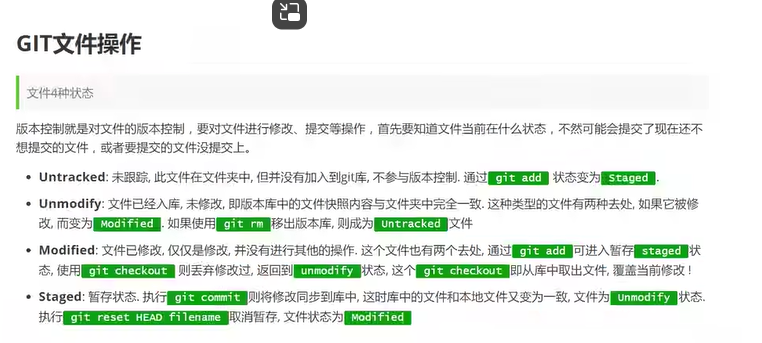 GIT文件操作
文件4种状态
版本控制就是对文件的版本控制，要对文件进行修改、提交等操作，首先要知道文件当前在什么状态，不然可能会提交了现在还不
想提交的文件，或者要提交的文件没提交上。
• Untracked: 未跟踪, 此文件在文件夹中, 但并没有加入到git库, 不参与版本控制. 通过 git add 状态变为 Staged .
• Unmodify: 文件已经入库, 未修改, 即版本库中的文件快照内容与文件夹中完全一致. 这种类型的文件有两种去处, 如果它被修
改, 而变为 Modified . 如果使用 git rm 移出版本库, 则成为 Untracked 文件
• Modified: 文件已修改, 仅仅是修改, 并没有进行其他的操作. 这个文件也有两个去处, 通过 git add 可进入暂存 staged 状
态, 使用 git checkout 则丢弃修改过, 返回到 unmodify 状态, 这个 git checkout 即从库中取出文件, 覆盖当前修改 !
• Staged: 暂存状态. 执行 git commit 则将修改同步到库中, 这时库中的文件和本地文件又变为一致, 文件为 Unmodify 状态.
执行 git reset HEAD filename 取消暂存, 文件状态为 Modified